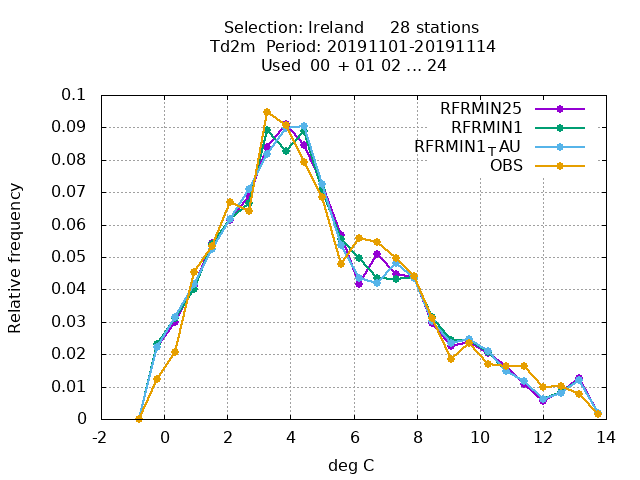 Selection: Ireland     28 stations
Td2m  Period: 20191101-20191114
Used  00 + 01 02 ... 24
0.1
0.09
0.08
0.07
0.06
0.05
0.04
0.03
0.02
0.01
0
Relative frequency
RFRMIN25
RFRMIN1
RFRMIN1┬AU
OBS
-2 0 2 4 6 8 10 12 14
deg C